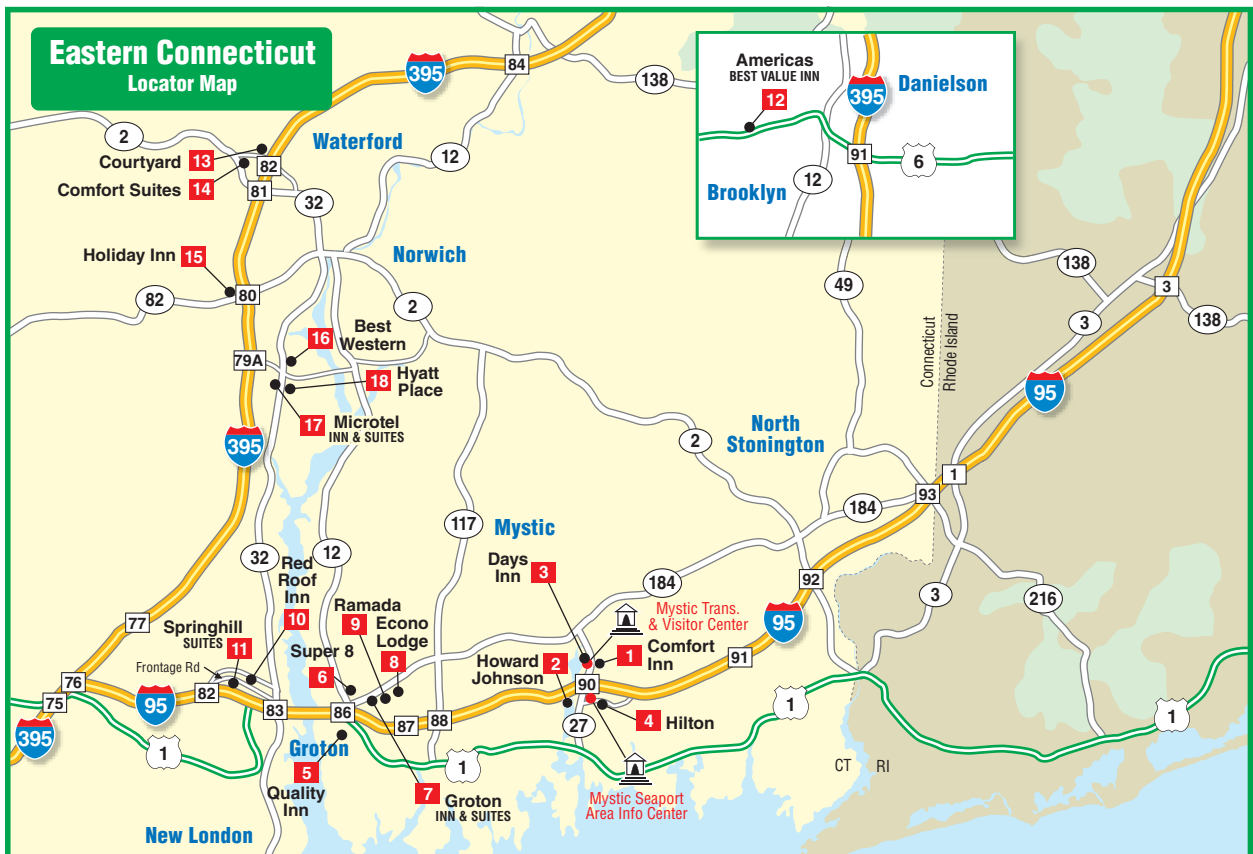 Eastern Connecticut
Locator Map
395
84
138
2
Waterford
12
Courtyard 13
82
Comfort Suites 14
81
32
Americas
BEST VALUE INN
12
395
Danielson
91
6
Brooklyn
12
Holiday Inn 15
Norwich
82
80
2
49
138
3
138
3
Connecticut
Rhode Island
16 Best
Western
79A
18 Hyatt
Place
17 Microtel
INN & SUITES
395
95
2
North
Stonington
1
93
184
117
Mystic
32
12
Days
Inn
3
184
92
Red
Roof
Inn
10
Mystic Trans.
& Visitor Center
95
3
216
77
Springhill
SUITES
11
9 Ramada
Econo
Lodge
8
Super 8
6
1 Comfort
Inn
91
Howard
Johnson
2
Frontage Rd
76
75
82
95
83
86
87
88
90
4 Hilton
27
1
1
395
1
Groton
1
5
Quality
Inn
7 Groton
INN & SUITES
CT
RI
Mystic Seaport
Area Info Center
New London